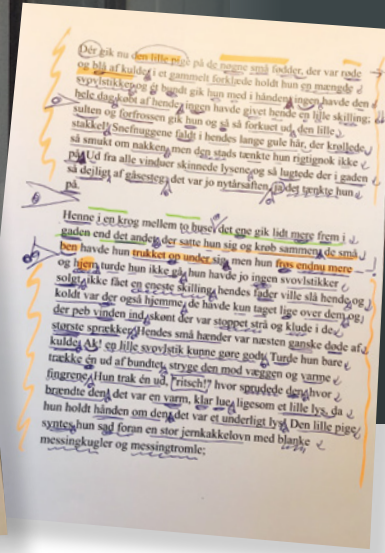 Dér gik nu den lille pige på de nøgne små fødder, der var røde
og blå af kulde; i et gammelt forklæde holdt hun en mængde
svovlstikker og ét bundt gik hun med i hånden; ingen havde den
hele dag købt af hende; ingen havde givet hende en lille skilling;
sulten og forfrossen gik hun og så så forkuet ud, den lille
stakkel! Snefnuggene faldt i hendes lange gule hår, der krøllede
så smukt om nakken, men den stads tænkte hun rigtignok ikke
på. Ud fra alle vinduer skinnede lysene og så lugtede der i gaden
så dejligt af gåsesteg; det var jo nytårsaften, ja det tænkte hun
på.
Henne i en krog mellem to huse, det ene gik lidt mere frem i
gaden end det andet, der satte hun sig og krøb sammen; de små
ben havde hun trukket op under sig, men hun frøs endnu mere
og hjem turde hun ikke gå, hun havde jo ingen svovlstikker
solgt, ikke fået en eneste skilling, hendes fader ville slå hende og
koldt var der også hjemme, de havde kun taget lige over dem og
der peb vinden ind, skønt der var stoppet strå og klude i de
største sprækker. Hendes små hænder var næsten ganske døde af
kulde. Ak! en lille svovlstik kunne gøre godt. Turde hun bare
trække én ud af bundtet, stryge den mod væggen og varme
fingrene. Hun trak én ud, "ritsch!" hvor sprudede den, hvor
brændte den! det var en varm, klar lue, ligesom et lille lys, da
hun holdt hånden om den; det var et underligt lys! Den lille pige
syntes hun sad foran en stor jernkakkelovn med blanke
messingkugler og messingtromle;